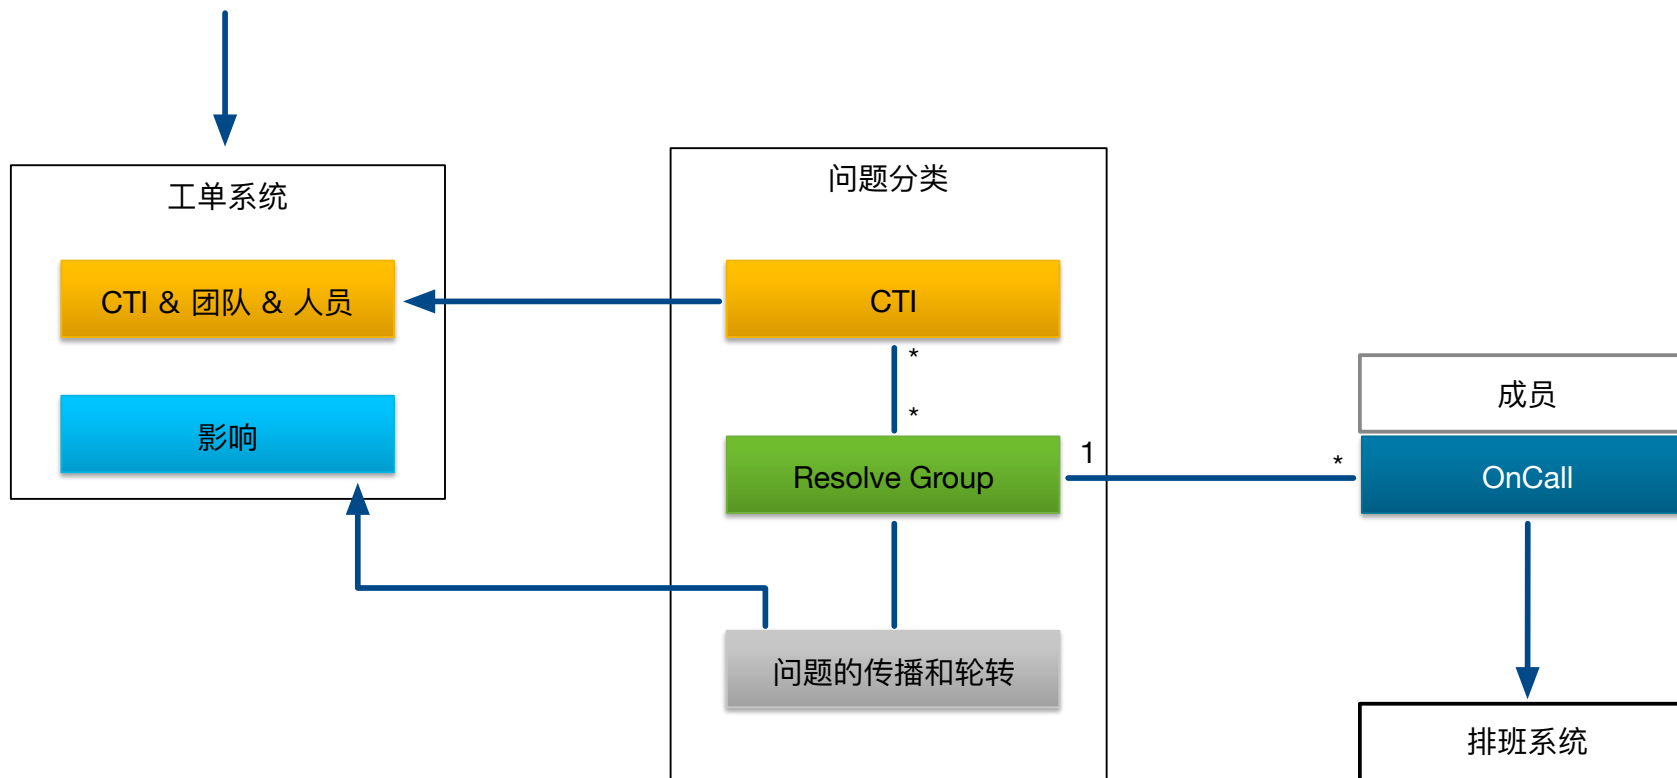 工单系统
CTI & 团队 & 人员
影响
问题分类
CTI
*
*
Resolve Group
1
*
问题的传播和轮转
成员
OnCall
排班系统